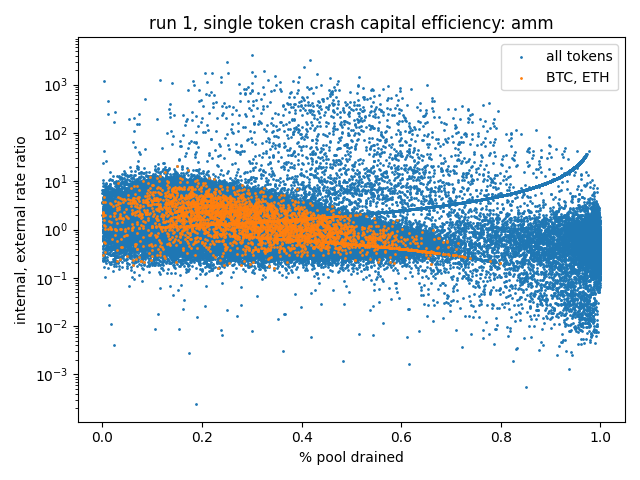 run 1, single token crash capital efficiency: amm
all tokens
BTC, ETH
internal, external rate ratio
10³
10²
10¹
10⁰
10⁻¹
10⁻²
10⁻³
0.0 0.2 0.4 0.6 0.8 1.0
% pool drained